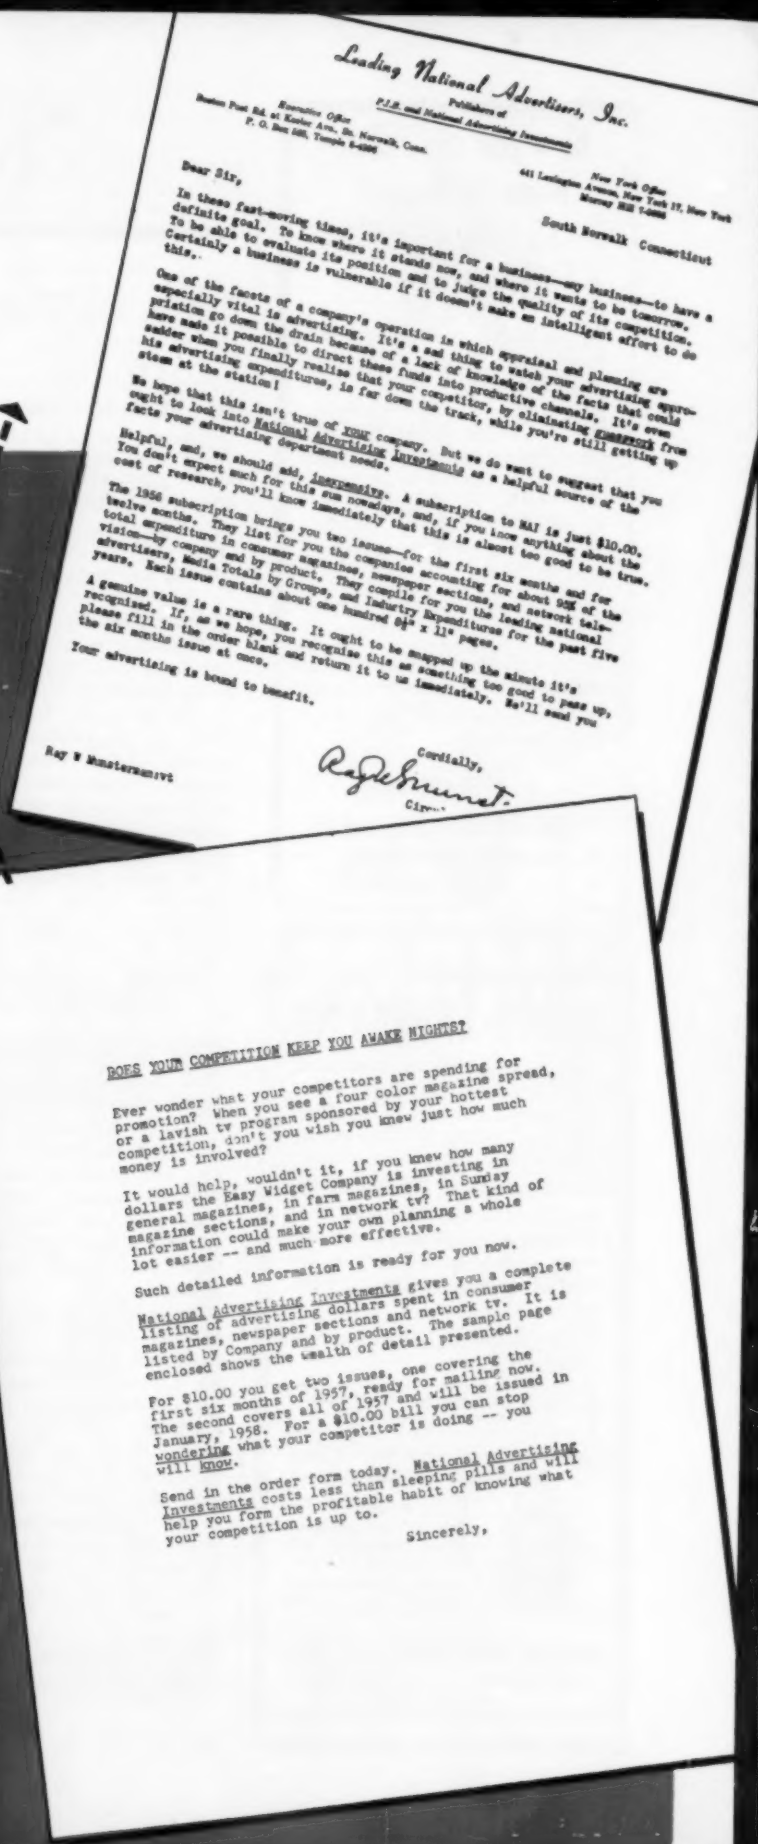 Leading National Advertisers, Inc.
Publishers of
P.I.B. and National Advertising Investments
Executive Office
Boston Post Rd. at Keeler Ave., So. Norwalk, Conn.
P. O. Box Temple
New York Office
441 Lexington Avenue, New York 17, New York
Murray Hill
South Norwalk Connecticut
Dear Sir,
In these fast-moving times, it's important for a business—any business—to have a
definite goal. To know where it stands now, and where it wants to be tomorrow.
To be able to evaluate its position and to judge the quality of its competition.
Certainly a business is vulnerable if it doesn't make an intelligent effort to do
this.
One of the facets of a company's operation in which appraisal and planning are
especially vital is advertising. It's a sad thing to watch your advertising appro-
priation go down the drain because of a lack of knowledge of the facts that could
have made it possible to direct these funds into productive channels. It's even
sadder when you finally realize that your competitor, by eliminating guesswork from
his advertising expenditures, is far down the track, while you're still getting up
steam at the station!
We hope that this isn't true of your company. But we do want to suggest that you
ought to look into National Advertising Investments as a helpful source of the
facts your advertising department needs.
Helpful, and, we should add, inexpensive. A subscription to NAI is just $10.00.
You don't expect much for this sum nowadays, and, if you know anything about the
cost of research, you'll know immediately that this is almost too good to be true.
The 1956 subscription brings you two issues—for the first six months and for
twelve months. They list for you the companies accounting for about 95% of the
total expenditure in consumer magazines, newspaper sections, and network tele-
vision—by company and by product. They compile for you the leading national
advertisers, Media Totals by Groups, and Industry Expenditures for the past five
years. Each issue contains about one hundred 8½" x 11" pages.
A genuine value is a rare thing. It ought to be snapped up the minute it's
recognized. If, as we hope, you recognize this as something too good to pass up,
please fill in the order blank and return it to us immediately. We'll send you
the six months issue at once.
Your advertising is bound to benefit.
Cordially,
Ray W Munsterman:vt
DOES YOUR COMPETITION KEEP YOU AWAKE NIGHTS?
Ever wonder what your competitors are spending for
promotion? When you see a four color magazine spread,
or a lavish tv program sponsored by your hottest
competition, don't you wish you knew just how much
money is involved?
It would help, wouldn't it, if you knew how many
dollars the Easy Widget Company is investing in
general magazines, in farm magazines, in Sunday
magazine sections, and in network tv? That kind of
information could make your own planning a whole
lot easier -- and much more effective.
Such detailed information is ready for you now.
National Advertising Investments gives you a complete
listing of advertising dollars spent in consumer
magazines, newspaper sections and network tv. It is
listed by Company and by product. The sample page
enclosed shows the wealth of detail presented.
For $10.00 you get two issues, one covering the
first six months of 1957, ready for mailing now.
The second covers all of 1957 and will be issued in
January, 1958. For a $10.00 bill you can stop
wondering what your competitor is doing -- you
will know.
Send in the order form today. National Advertising
Investments costs less than sleeping pills and will
help you form the profitable habit of knowing what
your competition is up to.
Sincerely,